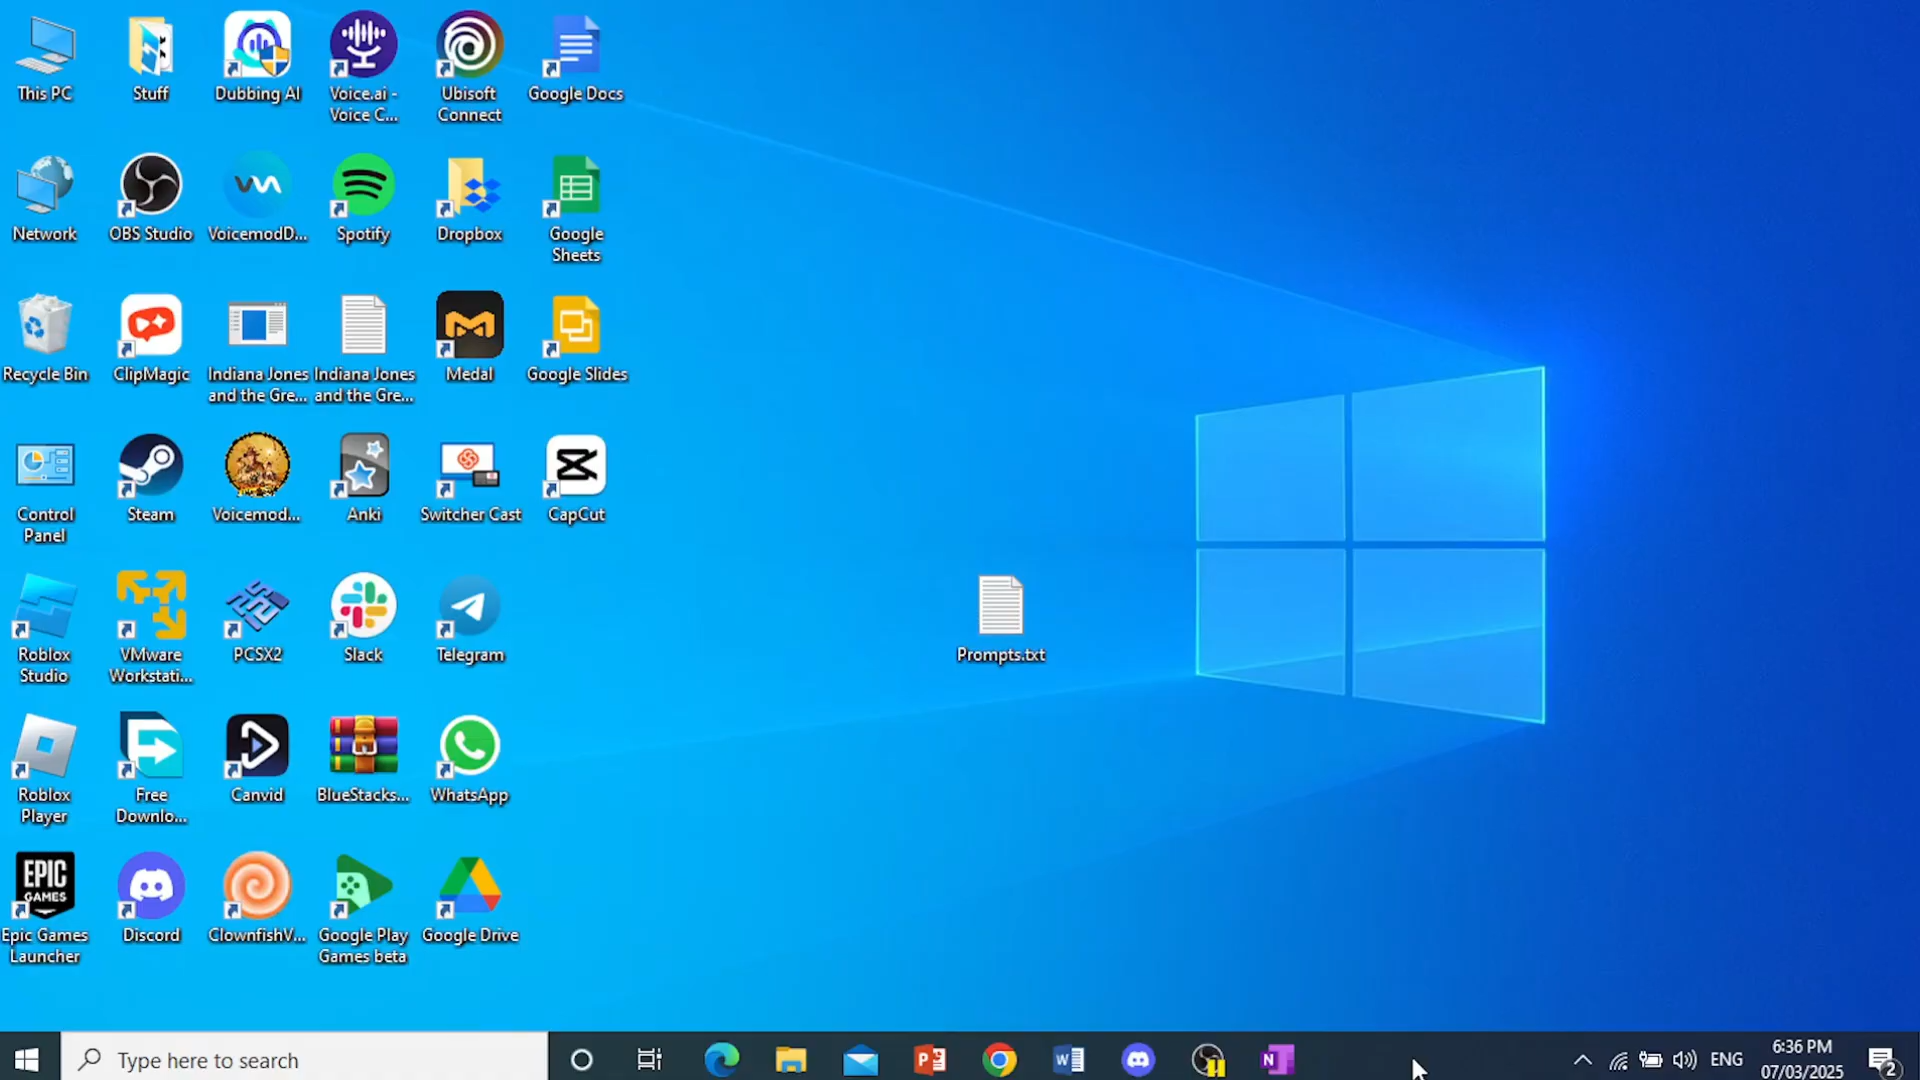 This PC
Stuff
Dubbing AI
Voice.ai -
Voice C...
Ubisoft
Connect
Google Docs
Network
OBS Studio
VoicemodD...
Spotify
Dropbox
Google
Sheets
Recycle Bin
ClipMagic
Indiana Jones
and the Gre...
Indiana Jones
and the Gre...
Medal
Google Slides
Control
Panel
Steam
Voicemod...
Anki
Switcher Cast
CapCut
Roblox
Studio
VMware
Workstati...
PCSX2
Slack
Telegram
Prompts.txt
Roblox
Player
Free
Downlo...
Canvid
BlueStacks...
WhatsApp
EPIC
GAMES
Epic Games
Launcher
Discord
ClownfishV...
Google Play
Games beta
Google Drive
Type here to search
ENG
6:36 PM
07/03/2025
2